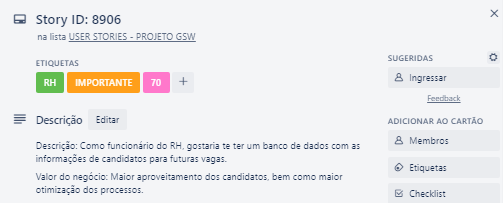 Story ID: 8906
na lista USER STORIES - PROJETO GSW
ETIQUETAS
RH IMPORTANTE 70 +
Descrição Editar
Descrição: Como funcionário do RH, gostaria te ter um banco de dados com as
informações de candidatos para futuras vagas.
Valor do negócio: Maior aproveitamento dos candidatos, bem como maior
otimização dos processos.
SUGERIDAS
Ingressar
Feedback
ADICIONAR AO CARTÃO
Membros
Etiquetas
Checklist